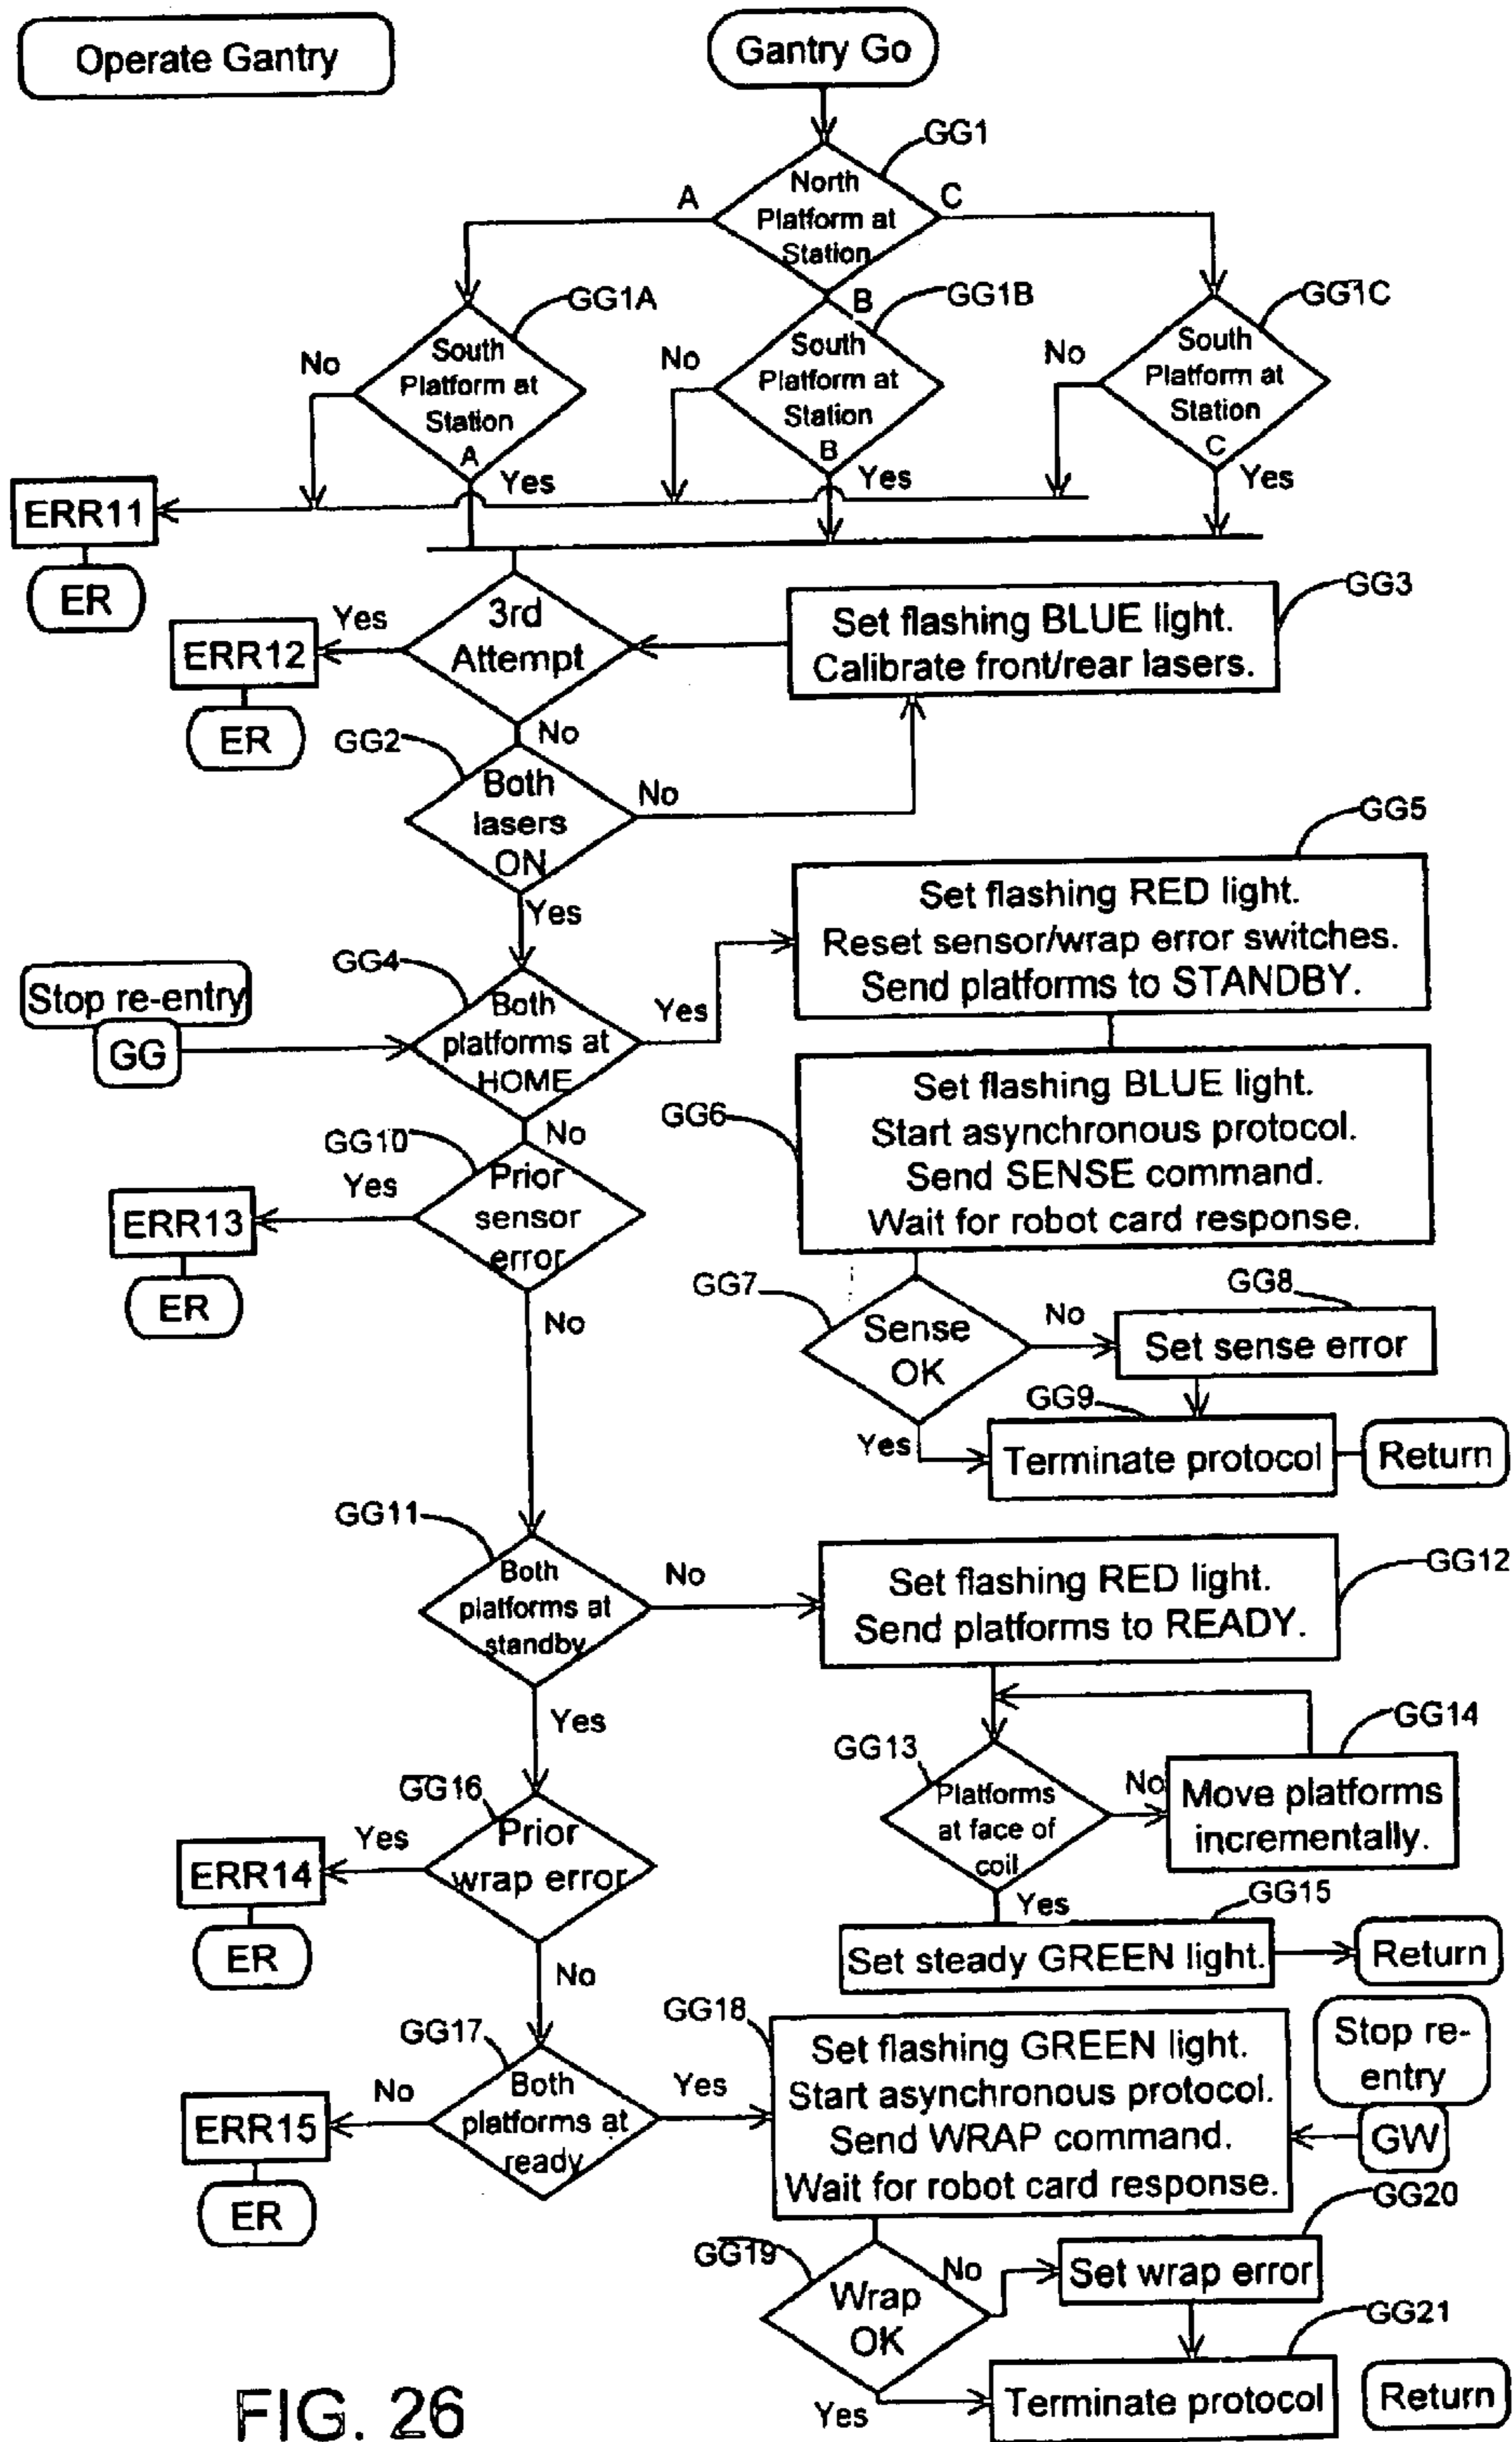 Operate Gantry
Gantry Go
GG1
A
North
Platform at
Station
C
B
GG1A
South
Platform at
Station
A
No
Yes
GG1B
South
Platform at
Station
B
No
Yes
GG1C
South
Platform at
Station
C
No
Yes
ERR11
ER
3rd
Attempt
Yes
No
ERR12
ER
GG3
Set flashing BLUE light.
Calibrate front/rear lasers.
GG2
Both
lasers
ON
No
Yes
Stop re-entry
GG
GG4
Both
platforms at
HOME
Yes
No
GG5
Set flashing RED light.
Reset sensor/wrap error switches.
Send platforms to STANDBY.
GG6
Set flashing BLUE light.
Start asynchronous protocol.
Send SENSE command.
Wait for robot card response.
GG10
Prior
sensor
error
Yes
No
ERR13
ER
GG7
Sense
OK
No
Yes
GG8
Set sense error
GG9
Terminate protocol
Return
GG11
Both
platforms at
standby
No
Yes
GG12
Set flashing RED light.
Send platforms to READY.
GG13
Platforms
at face of
coil
No
Yes
GG14
Move platforms
incrementally.
GG15
Set steady GREEN light.
Return
GG16
Prior
wrap error
Yes
No
ERR14
ER
GG17
Both
platforms at
ready
No
Yes
ERR15
ER
GG18
Set flashing GREEN light.
Start asynchronous protocol.
Send WRAP command.
Wait for robot card response.
Stop re-
entry
GW
GG19
Wrap
OK
No
Yes
GG20
Set wrap error
GG21
Terminate protocol
Return
FIG. 26